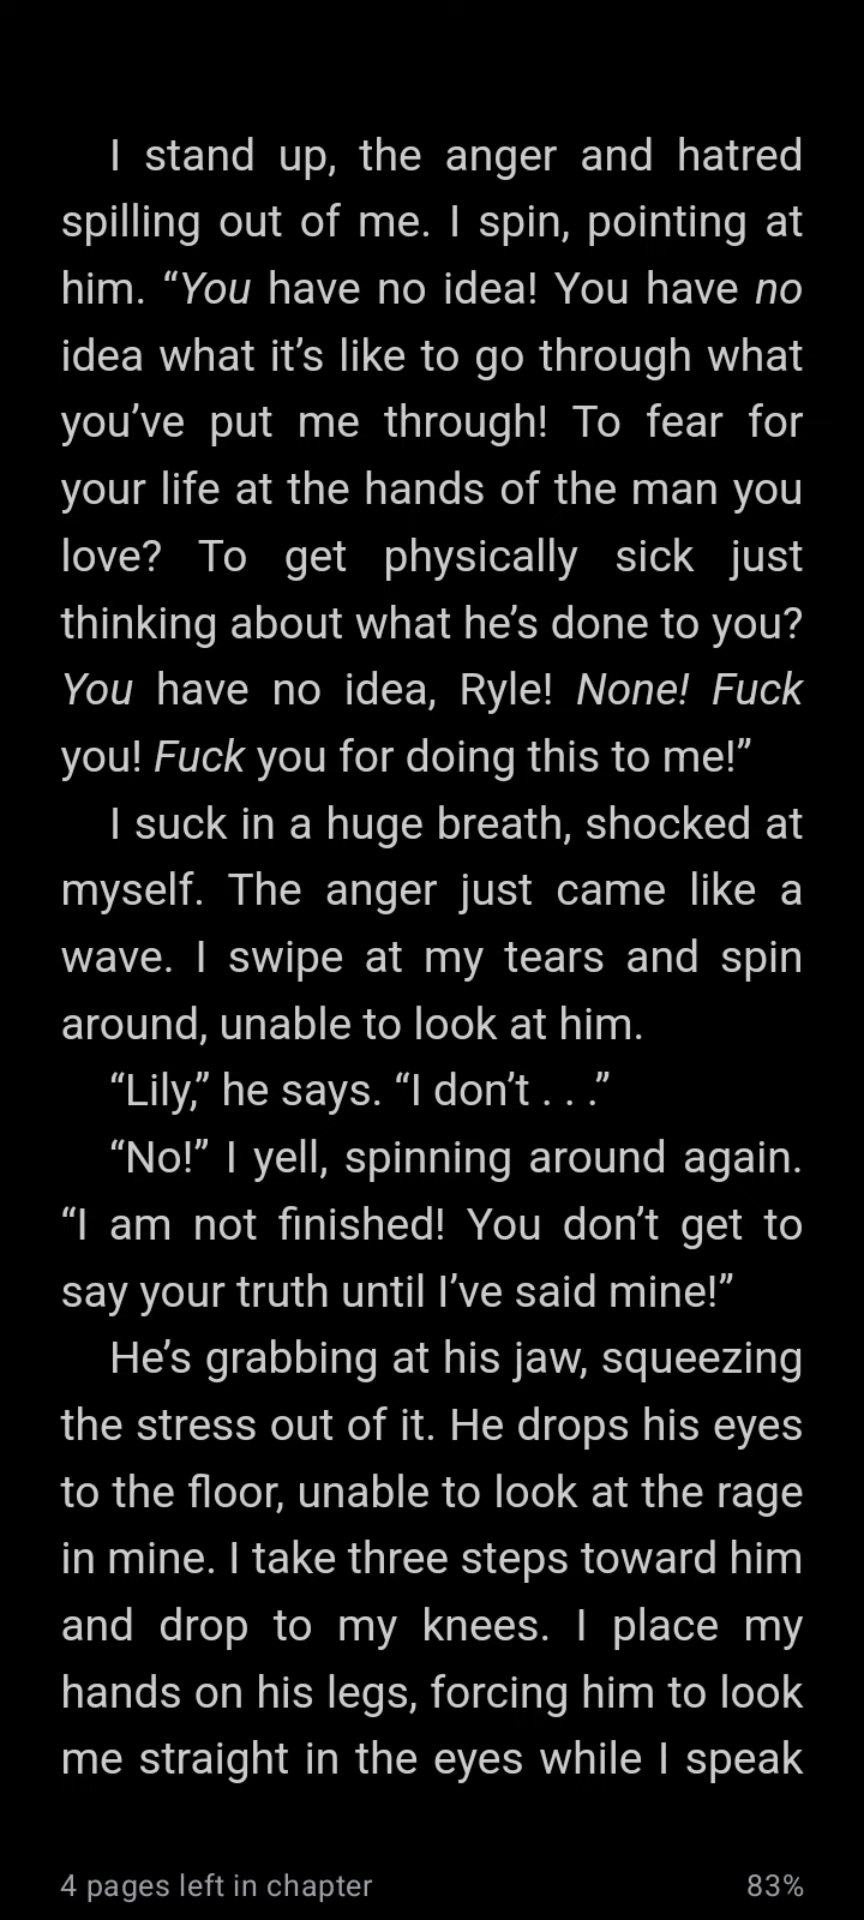 I stand up, the anger and hatred
spilling out of me. I spin, pointing at
him. “You have no idea! You have no
idea what it’s like to go through what
you’ve put me through! To fear for
your life at the hands of the man you
love? To get physically sick just
thinking about what he’s done to you?
You have no idea, Ryle! None! Fuck
you! Fuck you for doing this to me!”
I suck in a huge breath, shocked at
myself. The anger just came like a
wave. I swipe at my tears and spin
around, unable to look at him.
“Lily,” he says. “I don’t . . .”
“No!” I yell, spinning around again.
“I am not finished! You don’t get to
say your truth until I’ve said mine!”
He’s grabbing at his jaw, squeezing
the stress out of it. He drops his eyes
to the floor, unable to look at the rage
in mine. I take three steps toward him
and drop to my knees. I place my
hands on his legs, forcing him to look
me straight in the eyes while I speak
4 pages left in chapter 83%